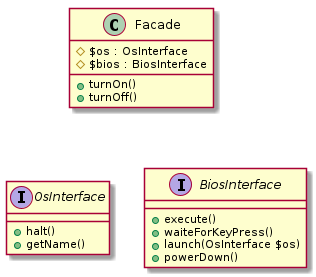 C Facade
$os : OsInterface
$bios : BiosInterface
turnOn()
turnOff()
I OsInterface
halt()
getName()
I BiosInterface
execute()
waiteForKeyPress()
launch(OsInterface $os)
powerDown()